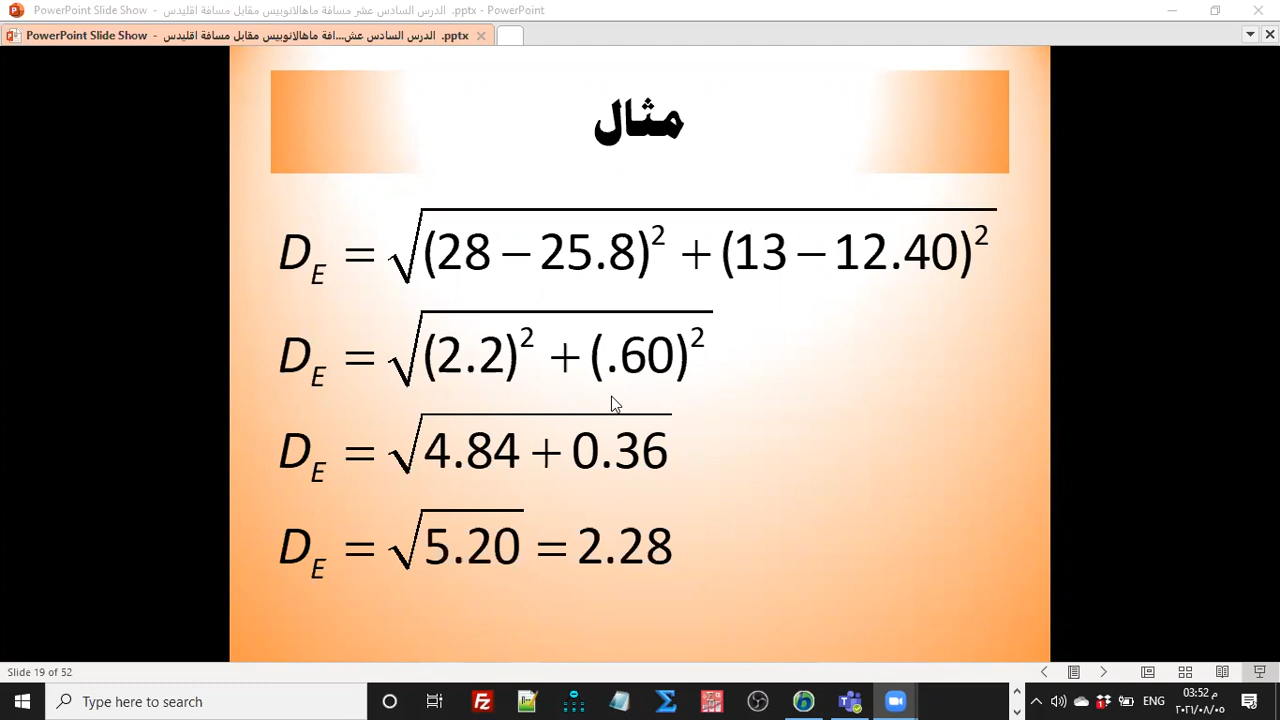 الدرس السادس عشر مسافة ماهالانوبيس مقابل مسافة اقليدس .pptx - PowerPoint
PowerPoint Slide Show - الدرس السادس عش...افة ماهالانوبيس مقابل مسافة اقليدس .pptx
مثال
D_E = √((28 − 25.8)² + (13 − 12.40)²)
D_E = √((2.2)² + (.60)²)
D_E = √(4.84 + 0.36)
D_E = √5.20 = 2.28
Slide 19 of 52
Type here to search
ENG
03:52 م
٢٠٢١/٠٨/٠٥